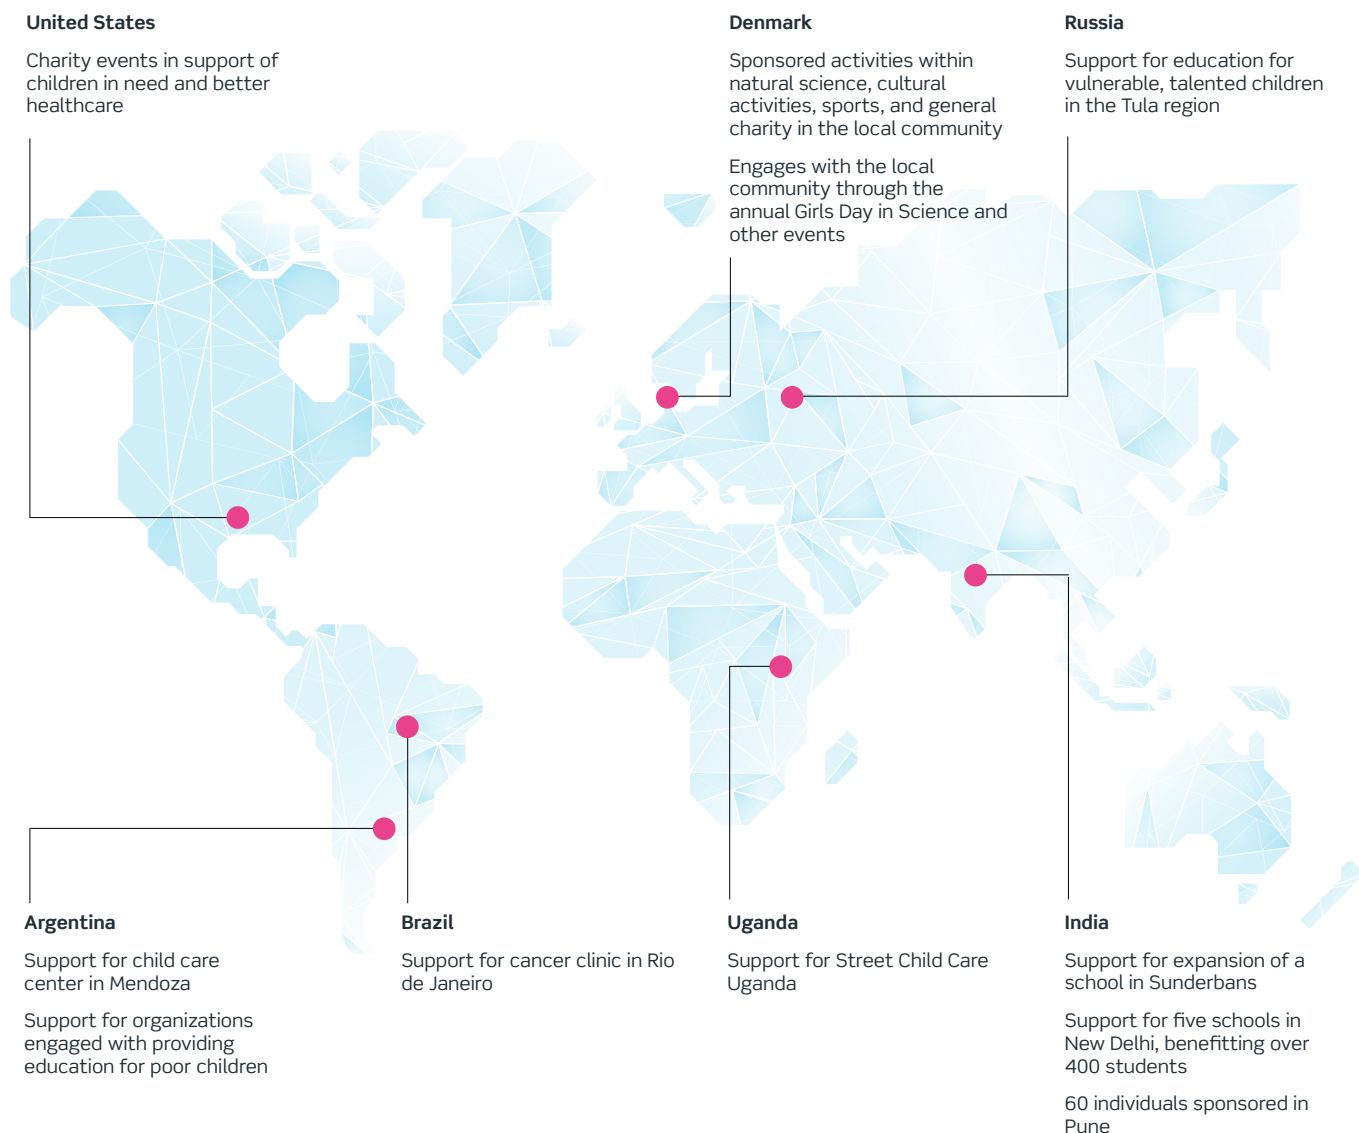 United States
Charity events in support of
children in need and better
healthcare
Denmark
Sponsored activities within
natural science, cultural
activities, sports, and general
charity in the local community
Engages with the local
community through the
annual Girls Day in Science and
other events
Russia
Support for education for
vulnerable, talented children
in the Tula region
Argentina
Support for child care
center in Mendoza
Support for organizations
engaged with providing
education for poor children
Brazil
Support for cancer clinic in Rio
de Janeiro
Uganda
Support for Street Child Care
Uganda
India
Support for expansion of a
school in Sunderbans
Support for five schools in
New Delhi, benefitting over
400 students
60 individuals sponsored in
Pune